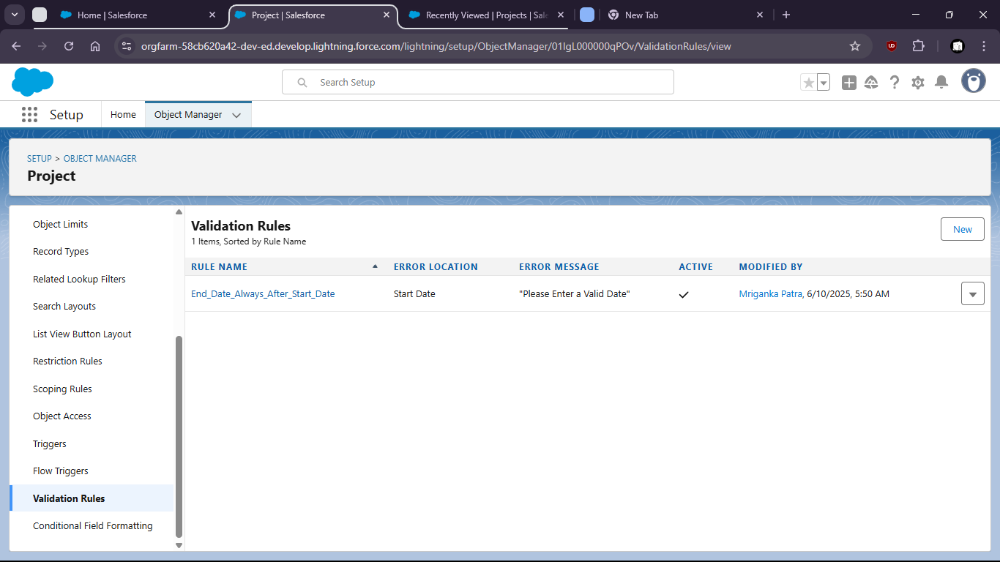 Home | Salesforce
Project | Salesforce
Recently Viewed | Projects | Sal
New Tab
orgfarm-58cb620a42-dev-ed.develop.lightning.force.com/lightning/setup/ObjectManager/01IgL000000qPOv/ValidationRules/view
Search Setup
Setup
Home
Object Manager
SETUP > OBJECT MANAGER
Project
Object Limits
Record Types
Related Lookup Filters
Search Layouts
List View Button Layout
Restriction Rules
Scoping Rules
Object Access
Triggers
Flow Triggers
Validation Rules
Conditional Field Formatting
Validation Rules
1 Items, Sorted by Rule Name
New
RULE NAME ERROR LOCATION ERROR MESSAGE ACTIVE MODIFIED BY
End_Date_Always_After_Start_Date Start Date "Please Enter a Valid Date" Mriganka Patra, 6/10/2025, 5:50 AM